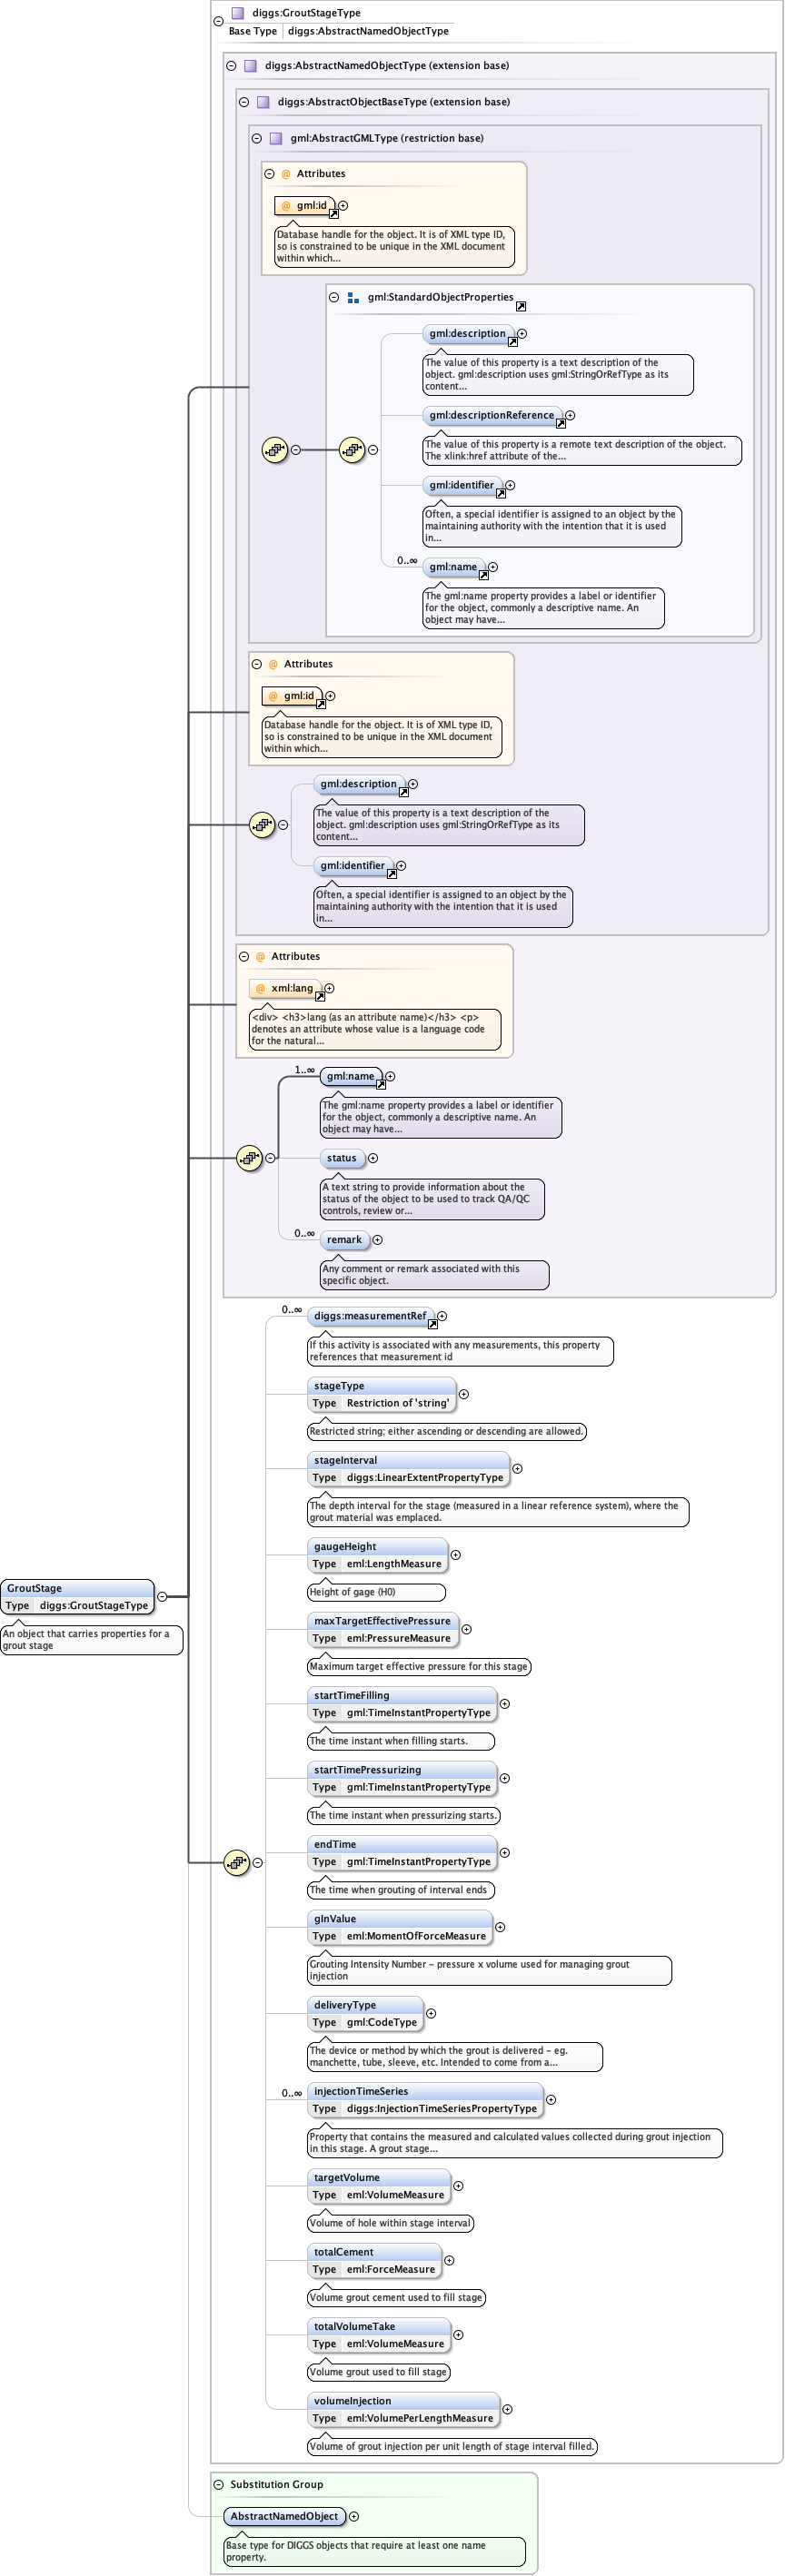 diggs:GroutStageType
Base Type diggs:AbstractNamedObjectType
diggs:AbstractNamedObjectType (extension base)
diggs:AbstractObjectBaseType (extension base)
gml:AbstractGMLType (restriction base)
@ Attributes
@ gml:id
Database handle for the object. It is of XML type ID,
so is constrained to be unique in the XML document
within which...
gml:StandardObjectProperties
gml:description
The value of this property is a text description of the
object. gml:description uses gml:StringOrRefType as its
content...
gml:descriptionReference
The value of this property is a remote text description of the object.
The xlink:href attribute of the...
gml:identifier
Often, a special identifier is assigned to an object by the
maintaining authority with the intention that it is used
in...
0..∞ gml:name
The gml:name property provides a label or identifier
for the object, commonly a descriptive name. An
object may have...
@ Attributes
@ gml:id
Database handle for the object. It is of XML type ID,
so is constrained to be unique in the XML document
within which...
gml:description
The value of this property is a text description of the
object. gml:description uses gml:StringOrRefType as its
content...
gml:identifier
Often, a special identifier is assigned to an object by the
maintaining authority with the intention that it is used
in...
@ Attributes
@ xml:lang
<div> <h3>lang (as an attribute name)</h3> <p>
denotes an attribute whose value is a language code
for the natural...
1..∞ gml:name
The gml:name property provides a label or identifier
for the object, commonly a descriptive name. An
object may have...
status
A text string to provide information about the
status of the object to be used to track QA/QC
controls, review or...
0..∞ remark
Any comment or remark associated with this
specific object.
0..∞ diggs:measurementRef
If this activity is associated with any measurements, this property
references that measurement id
stageType
Type Restriction of 'string'
Restricted string; either ascending or descending are allowed.
stageInterval
Type diggs:LinearExtentPropertyType
The depth interval for the stage (measured in a linear reference system), where the
grout material was emplaced.
gaugeHeight
Type eml:LengthMeasure
Height of gage (H0)
GroutStage
Type diggs:GroutStageType
An object that carries properties for a
grout stage
maxTargetEffectivePressure
Type eml:PressureMeasure
Maximum target effective pressure for this stage
startTimeFilling
Type gml:TimeInstantPropertyType
The time instant when filling starts.
startTimePressurizing
Type gml:TimeInstantPropertyType
The time instant when pressurizing starts.
endTime
Type gml:TimeInstantPropertyType
The time when grouting of interval ends
gInValue
Type eml:MomentOfForceMeasure
Grouting Intensity Number - pressure x volume used for managing grout
injection
deliveryType
Type gml:CodeType
The device or method by which the grout is delivered - eg.
manchette, tube, sleeve, etc. Intended to come from a...
0..∞ injectionTimeSeries
Type diggs:InjectionTimeSeriesPropertyType
Property that contains the measured and calculated values collected during grout injection
in this stage. A grout stage...
targetVolume
Type eml:VolumeMeasure
Volume of hole within stage interval
totalCement
Type eml:ForceMeasure
Volume grout cement used to fill stage
totalVolumeTake
Type eml:VolumeMeasure
Volume grout used to fill stage
volumeInjection
Type eml:VolumePerLengthMeasure
Volume of grout injection per unit length of stage interval filled.
Substitution Group
AbstractNamedObject
Base type for DIGGS objects that require at least one name
property.